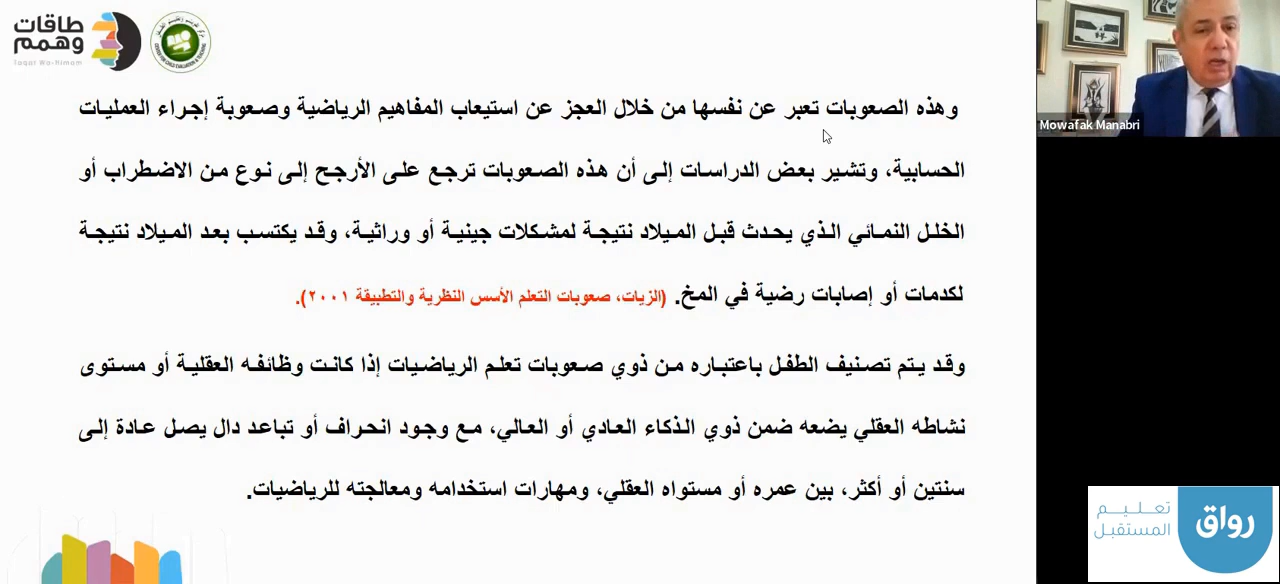 طاقات
وهمم
Taqat Wa-Himam
وهذه الصعوبات تعبر عن نفسها من خلال العجز عن استيعاب المفاهيم الرياضية وصعوبة إجراء العمليات
الحسابية، وتشير بعض الدراسات إلى أن هذه الصعوبات ترجع على الأرجح إلى نوع من الاضطراب أو
الخلل النمائي الذي يحدث قبل الميلاد نتيجة لمشكلات جينية أو وراثية، وقد يكتسب بعد الميلاد نتيجة
لكدمات أو إصابات رضية في المخ. (الزيات، صعوبات التعلم الأسس النظرية والتطبيقة ٢٠٠١).
وقد يتم تصنيف الطفل باعتباره من ذوي صعوبات تعلم الرياضيات إذا كانت وظائفه العقلية أو مستوى
نشاطه العقلي يضعه ضمن ذوي الذكاء العادي أو العالي، مع وجود انحراف أو تباعد دال يصل عادة إلى
سنتين أو أكثر، بين عمره أو مستواه العقلي، ومهارات استخدامه ومعالجته للرياضيات.
Mowafak Manabri
رواق
تعليم
المستقبل